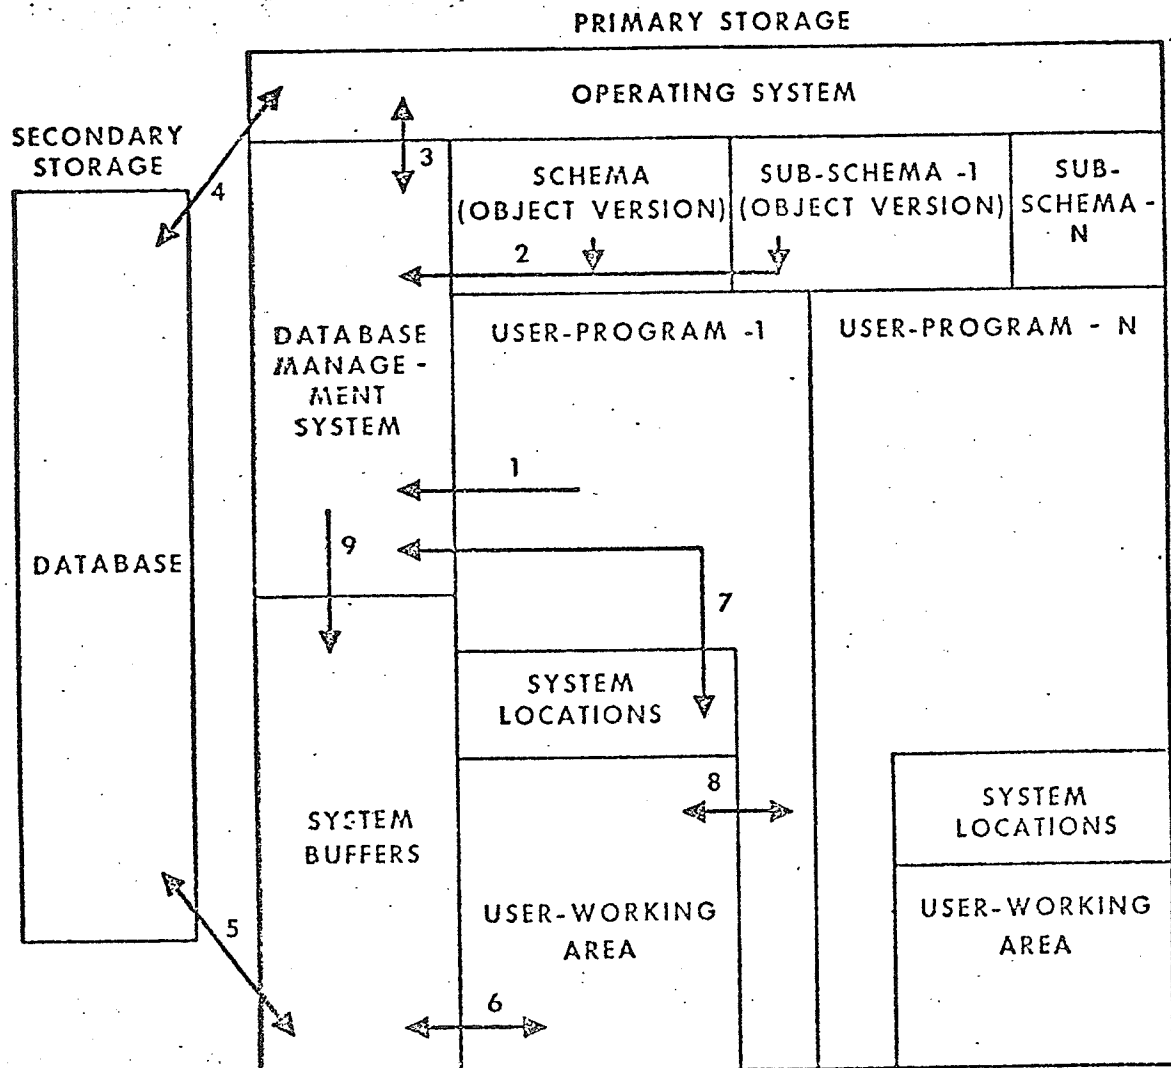 PRIMARY STORAGE
OPERATING SYSTEM
SECONDARY
STORAGE
4
3
SCHEMA
(OBJECT VERSION)
SUB-SCHEMA -1
(OBJECT VERSION)
SUB-
SCHEMA -
N
2
DATABASE
MANAGE -
MENT
SYSTEM
USER-PROGRAM -1
USER-PROGRAM - N
1
9
DATABASE
7
SYSTEM
LOCATIONS
8
SYSTEM
BUFFERS
SYSTEM
LOCATIONS
USER-WORKING
AREA
USER-WORKING
AREA
5
6